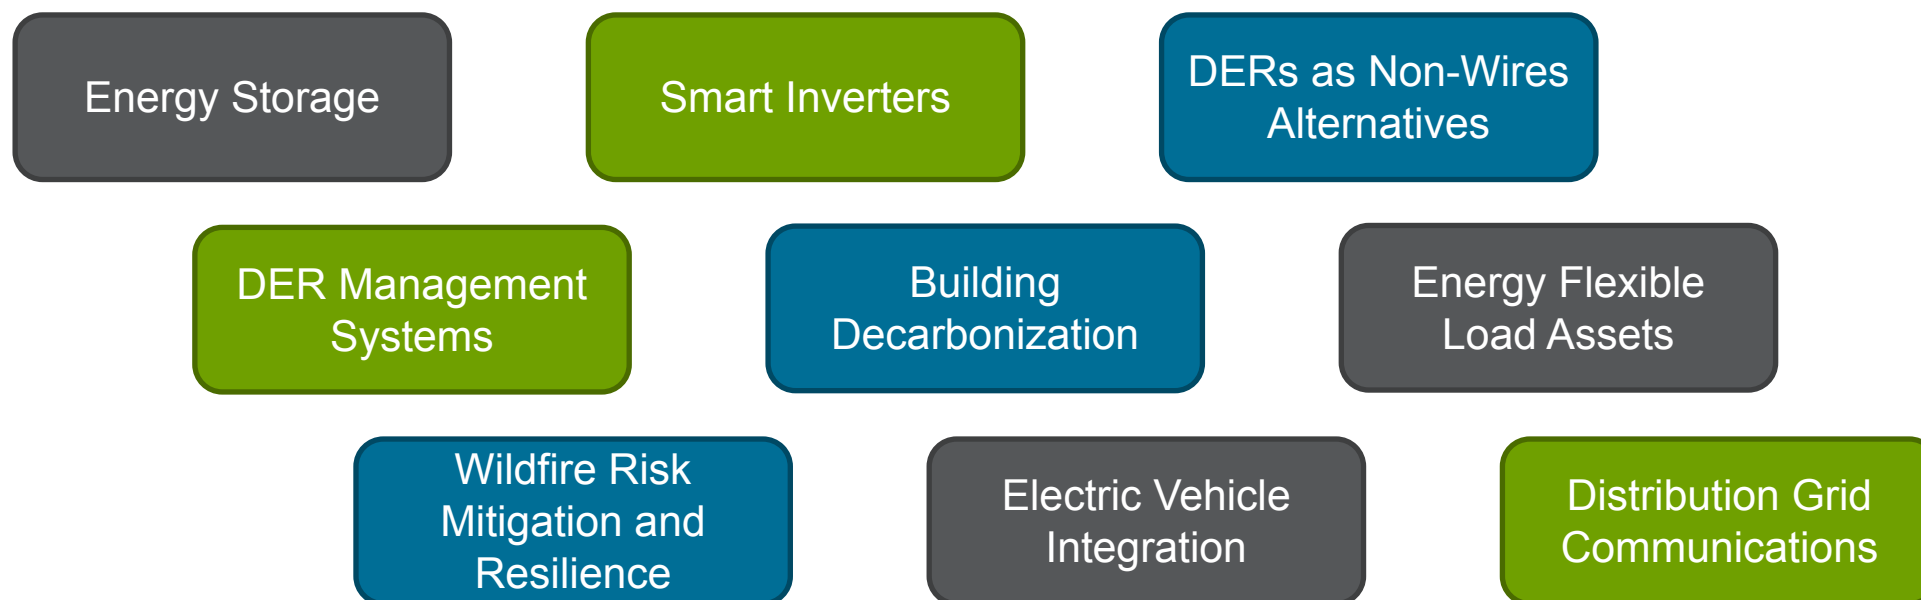 Energy Storage
Smart Inverters
DERs as Non-Wires
Alternatives
DER Management
Systems
Building
Decarbonization
Energy Flexible
Load Assets
Wildfire Risk
Mitigation and
Resilience
Electric Vehicle
Integration
Distribution Grid
Communications